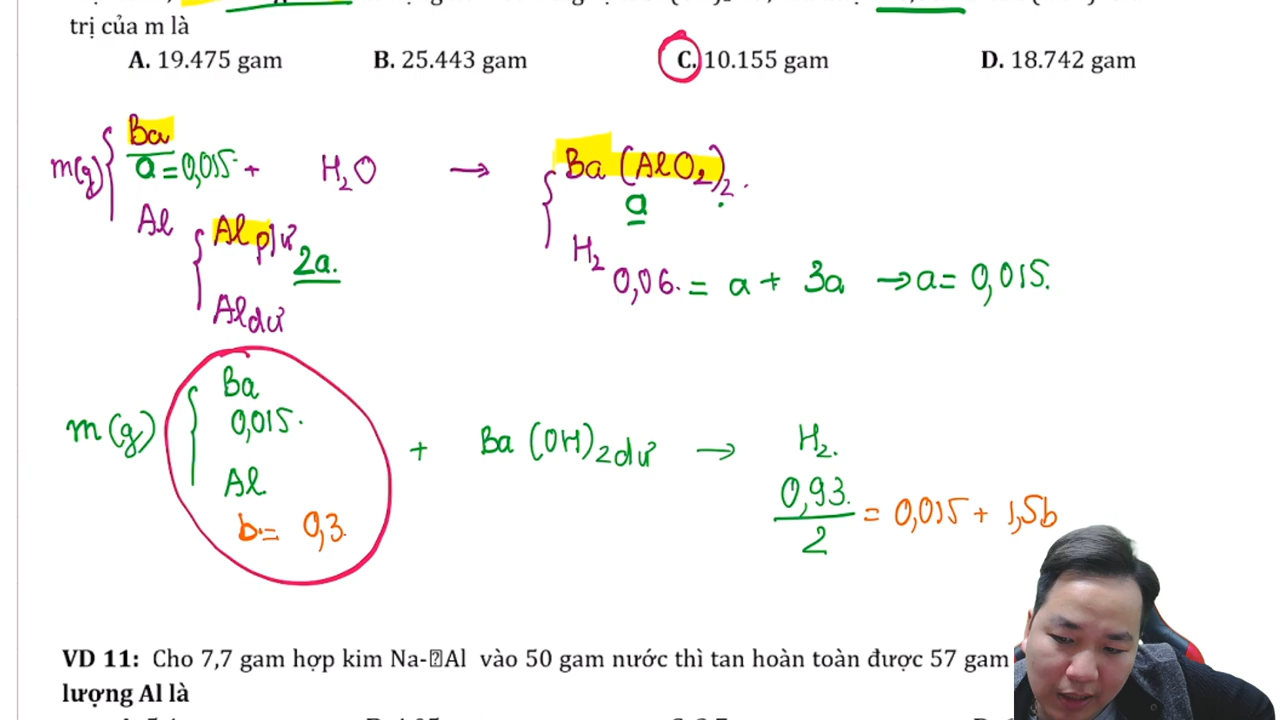 trị của m là
A. 19.475 gam B. 25.443 gam C. 10.155 gam D. 18.742 gam
m(g) { Ba
a = 0,015. + H₂O → { Ba (AlO₂)₂.
a
Al { Al p/ư
2a.
Al dư
H₂
0,06. = a + 3a → a = 0,015.
m(g) { Ba
0,015.
Al
b = 0,3
+ Ba (OH)₂ dư → H₂.
0,93./2 = 0,015 + 1,5b
VD 11: Cho 7,7 gam hợp kim Na-Al vào 50 gam nước thì tan hoàn toàn được 57 gam
lượng Al là